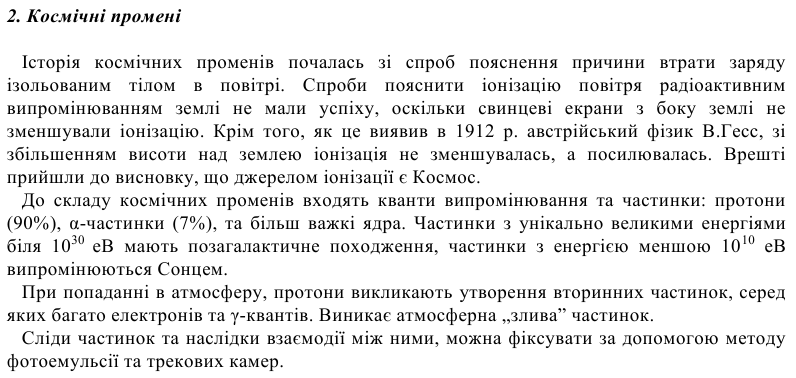 2. Космічні промені
Історія космічних променів почалась зі спроб пояснення причини втрати заряду
ізольованим тілом в повітрі. Спроби пояснити іонізацію повітря радіоактивним
випромінюванням землі не мали успіху, оскільки свинцеві екрани з боку землі не
зменшували іонізацію. Крім того, як це виявив в 1912 р. австрійський фізик В.Гесс, зі
збільшенням висоти над землею іонізація не зменшувалась, а посилювалась. Врешті
прийшли до висновку, що джерелом іонізації є Космос.
До складу космічних променів входять кванти випромінювання та частинки: протони
(90%), α-частинки (7%), та більш важкі ядра. Частинки з унікально великими енергіями
біля 10³⁰ еВ мають позагалактичне походження, частинки з енергією меншою 10¹⁰ еВ
випромінюються Сонцем.
При попаданні в атмосферу, протони викликають утворення вторинних частинок, серед
яких багато електронів та γ-квантів. Виникає атмосферна „злива” частинок.
Сліди частинок та наслідки взаємодії між ними, можна фіксувати за допомогою методу
фотоемульсії та трекових камер.